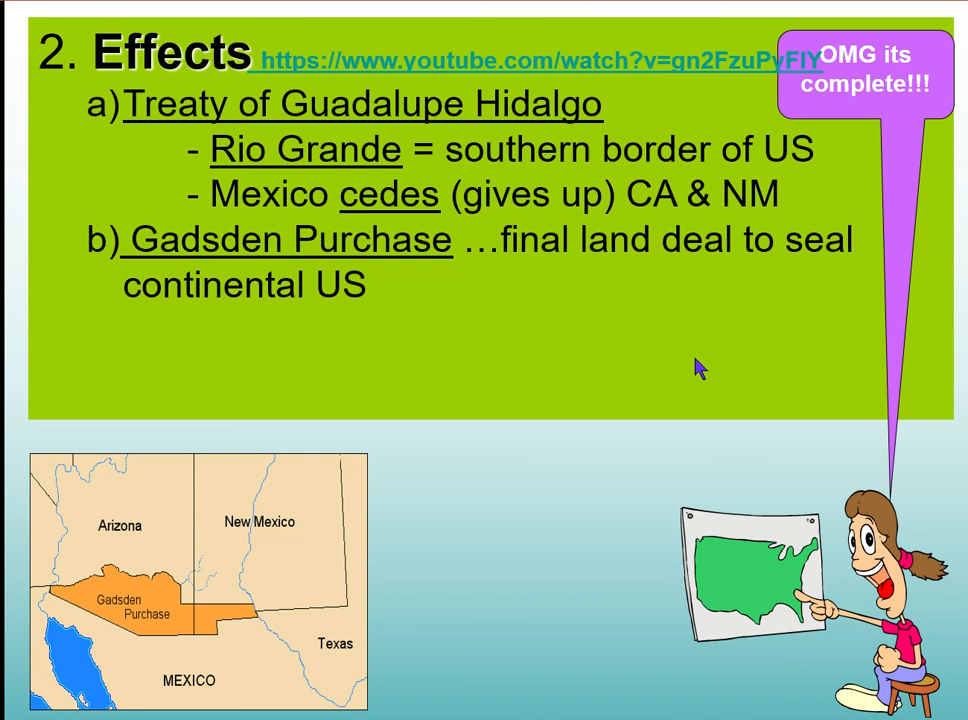 2. Effects https://www.youtube.com/watch?v=gn2FzuPyFlY
OMG its
complete!!!
a) Treaty of Guadalupe Hidalgo
- Rio Grande = southern border of US
- Mexico cedes (gives up) CA & NM
b) Gadsden Purchase …final land deal to seal
continental US
Arizona
New Mexico
Gadsden
Purchase
Texas
MEXICO